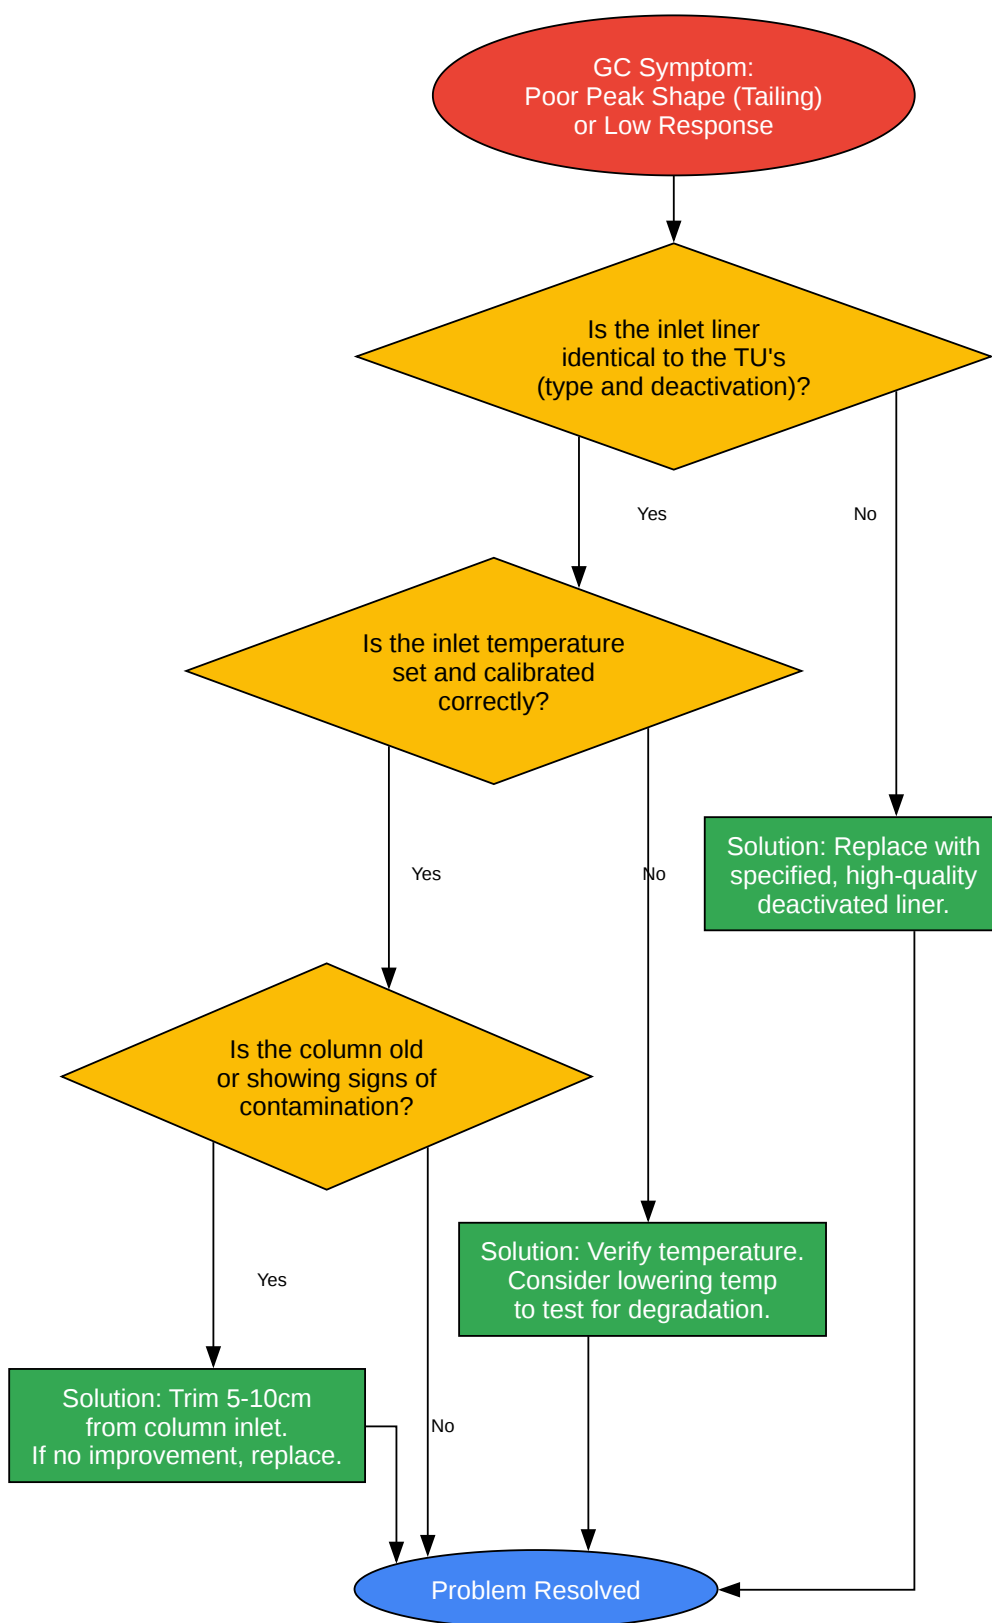 GC Symptom:
Poor Peak Shape (Tailing)
or Low Response
Is the inlet liner
identical to the TU's
(type and deactivation)?
Yes
No
Is the inlet temperature
set and calibrated
correctly?
Yes
No
Solution: Replace with
specified, high-quality
deactivated liner.
Is the column old
or showing signs of
contamination?
Yes
No
Solution: Verify temperature.
Consider lowering temp
to test for degradation.
Solution: Trim 5-10cm
from column inlet.
If no improvement, replace.
Problem Resolved